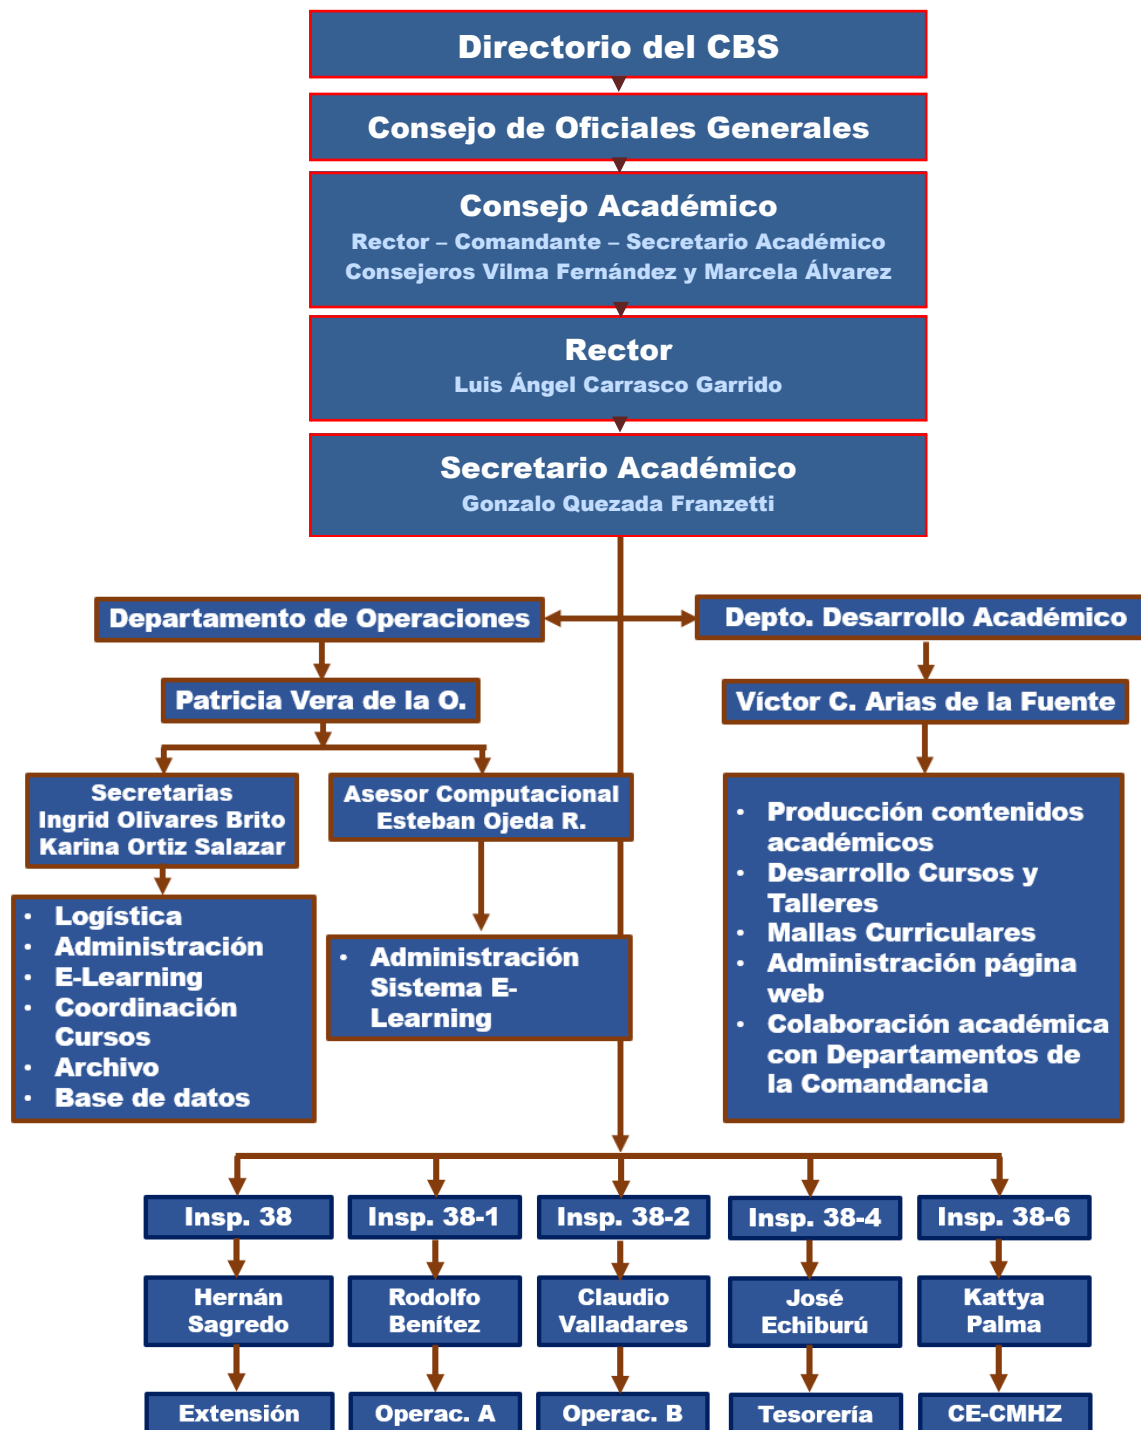 Directorio del CBS
Consejo de Oficiales Generales
Consejo Académico
Rector – Comandante – Secretario Académico
Consejeros Vilma Fernández y Marcela Álvarez
Rector
Luis Ángel Carrasco Garrido
Secretario Académico
Gonzalo Quezada Franzetti
Departamento de Operaciones
Depto. Desarrollo Académico
Patricia Vera de la O.
Víctor C. Arias de la Fuente
Secretarias
Ingrid Olivares Brito
Karina Ortiz Salazar
Asesor Computacional
Esteban Ojeda R.
• Logística
• Administración
• E-Learning
• Coordinación
Cursos
• Archivo
• Base de datos
• Administración
Sistema E-
Learning
• Producción contenidos
académicos
• Desarrollo Cursos y
Talleres
• Mallas Curriculares
• Administración página
web
• Colaboración académica
con Departamentos de
la Comandancia
Insp. 38
Insp. 38-1
Insp. 38-2
Insp. 38-4
Insp. 38-6
Hernán
Sagredo
Rodolfo
Benítez
Claudio
Valladares
José
Echiburú
Kattya
Palma
Extensión
Operac. A
Operac. B
Tesorería
CE-CMHZ